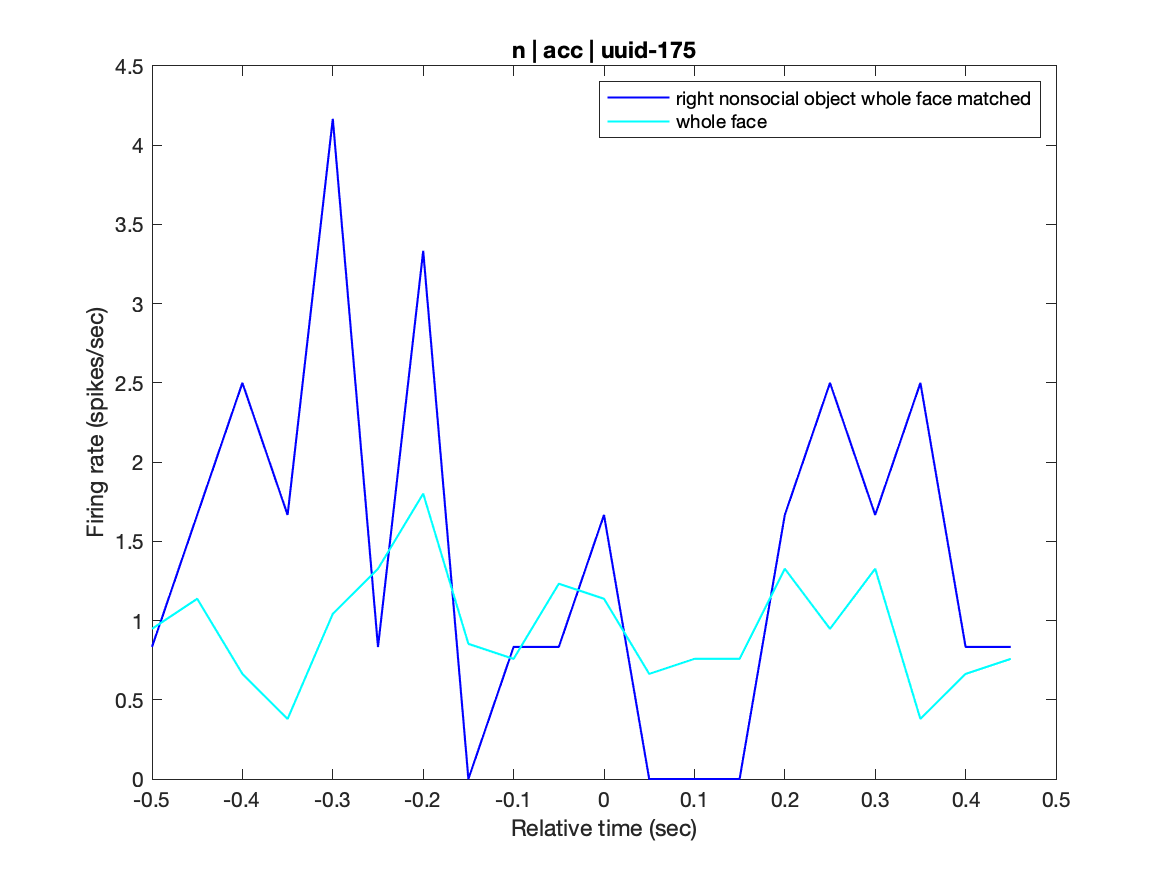 n | acc | uuid-175
right nonsocial object whole face matched
whole face
Firing rate (spikes/sec)
4.5
4
3.5
3
2.5
2
1.5
1
0.5
0
-0.5 -0.4 -0.3 -0.2 -0.1 0 0.1 0.2 0.3 0.4 0.5
Relative time (sec)